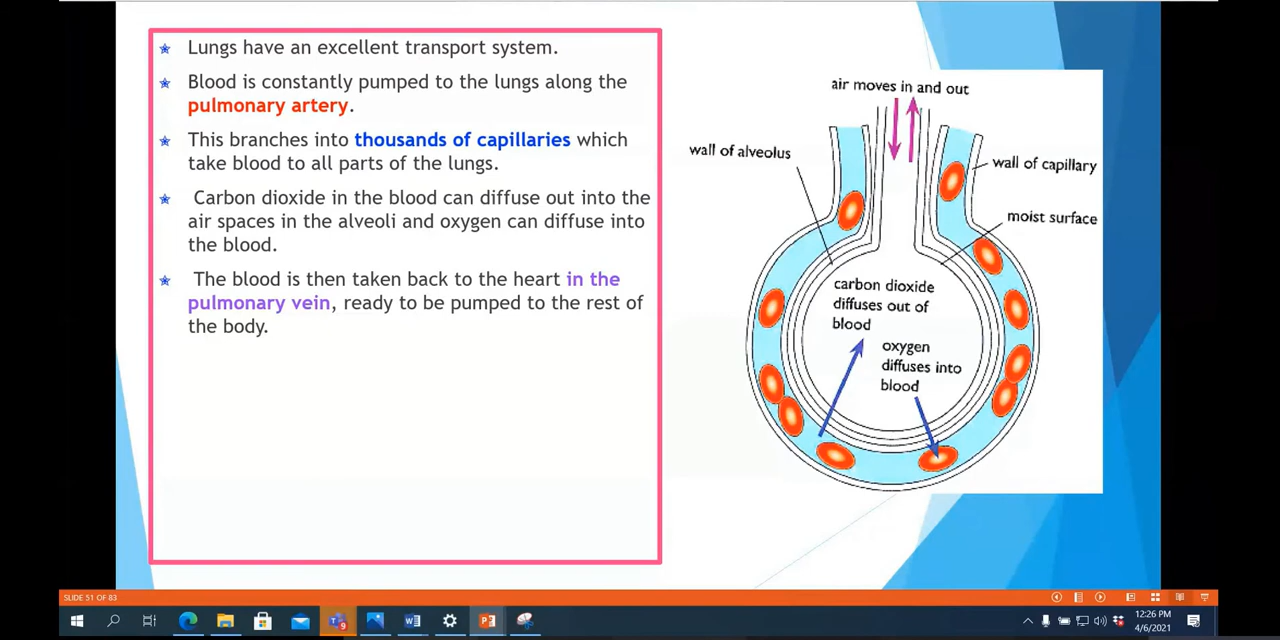 Lungs have an excellent transport system.
Blood is constantly pumped to the lungs along the
pulmonary artery.
This branches into thousands of capillaries which
take blood to all parts of the lungs.
Carbon dioxide in the blood can diffuse out into the
air spaces in the alveoli and oxygen can diffuse into
the blood.
The blood is then taken back to the heart in the
pulmonary vein, ready to be pumped to the rest of
the body.
air moves in and out
wall of alveolus
wall of capillary
moist surface
carbon dioxide
diffuses out of
blood
oxygen
diffuses into
blood
SLIDE 51 OF 83
12:26 PM
4/6/2021